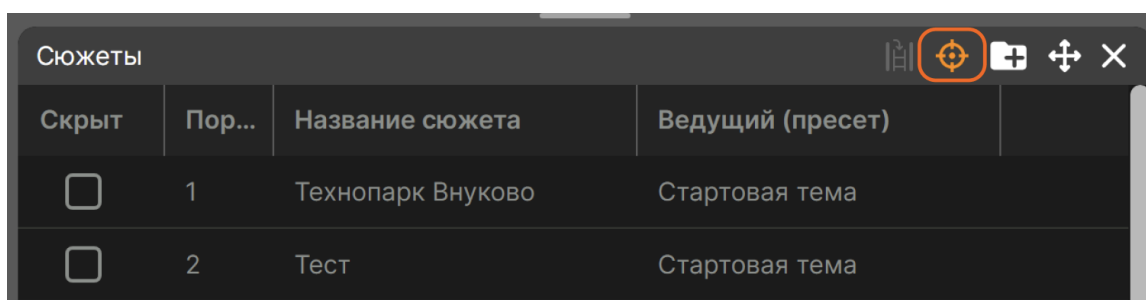 Сюжеты
Скрыт Пор... Название сюжета Ведущий (пресет)
1 Технопарк Внуково Стартовая тема
2 Тест Стартовая тема